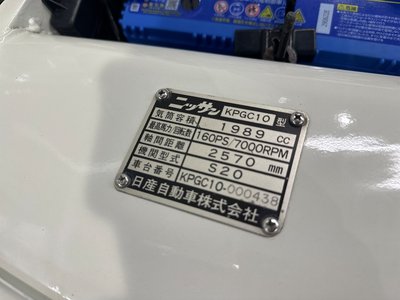 ニッサン KPGC10 型
気筒容積 1989 cc
最高馬力/回転数 160PS/7000RPM
軸間距離 2570 mm
機関型式 S20
車台番号 KPGC10-000438
日産自動車株式会社